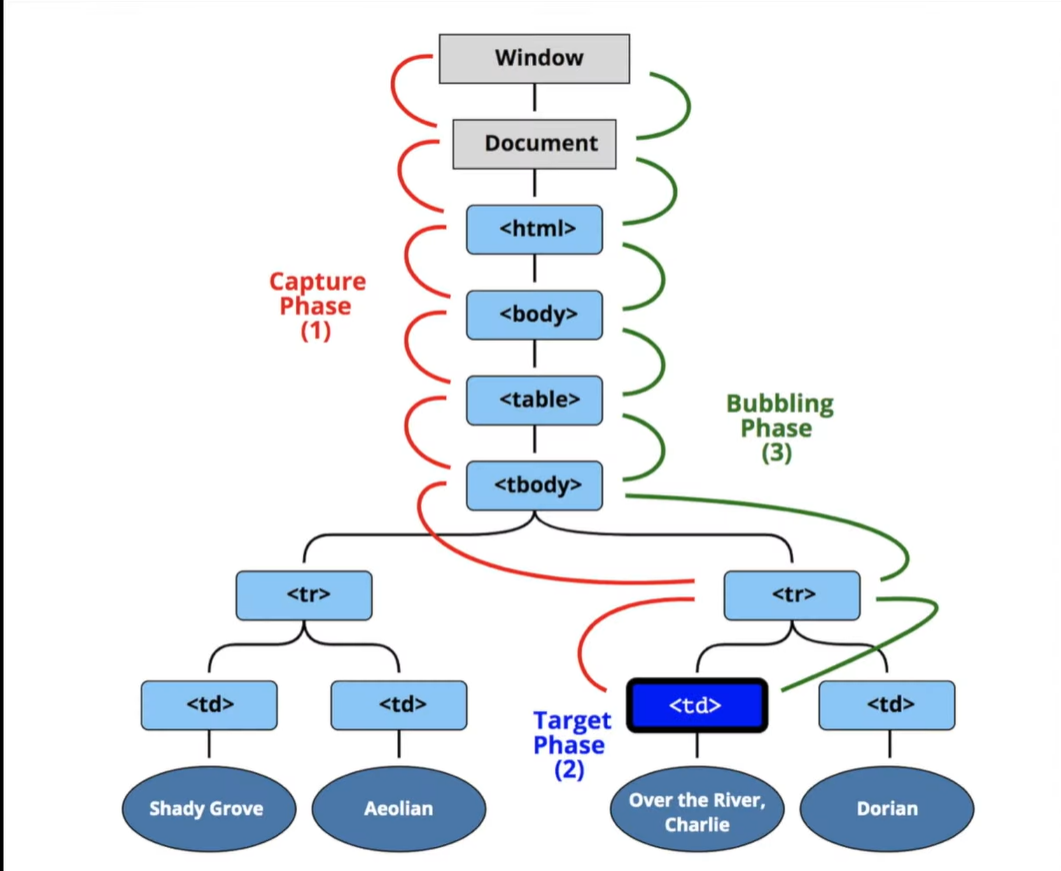 Window
Document
<html>
Capture
Phase
(1)
<body>
<table>
Bubbling
Phase
(3)
<tbody>
<tr>
<tr>
<td>
<td>
<td>
<td>
Target
Phase
(2)
Shady Grove
Aeolian
Over the River,
Charlie
Dorian